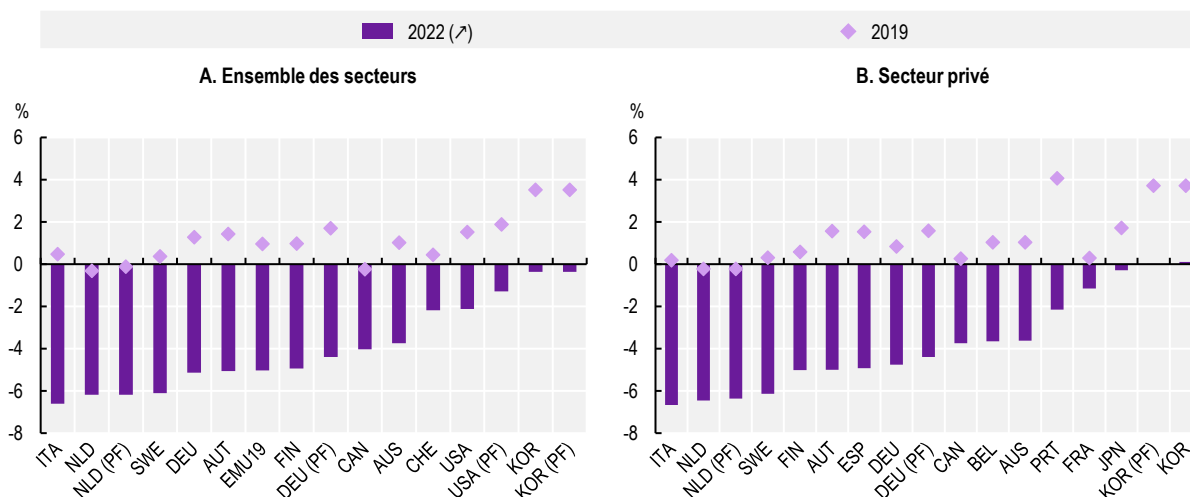 2022 (↗)
2019
A. Ensemble des secteurs
%
6
4
2
0
-2
-4
-6
-8
ITA
NLD
NLD (PF)
SWE
DEU
AUT
EMU19
FIN
DEU (PF)
CAN
AUS
CHE
USA
USA (PF)
KOR
KOR (PF)
B. Secteur privé
%
6
4
2
0
-2
-4
-6
-8
ITA
NLD
NLD (PF)
SWE
FIN
AUT
ESP
DEU
DEU (PF)
CAN
BEL
AUS
PRT
FRA
JPN
KOR (PF)
KOR